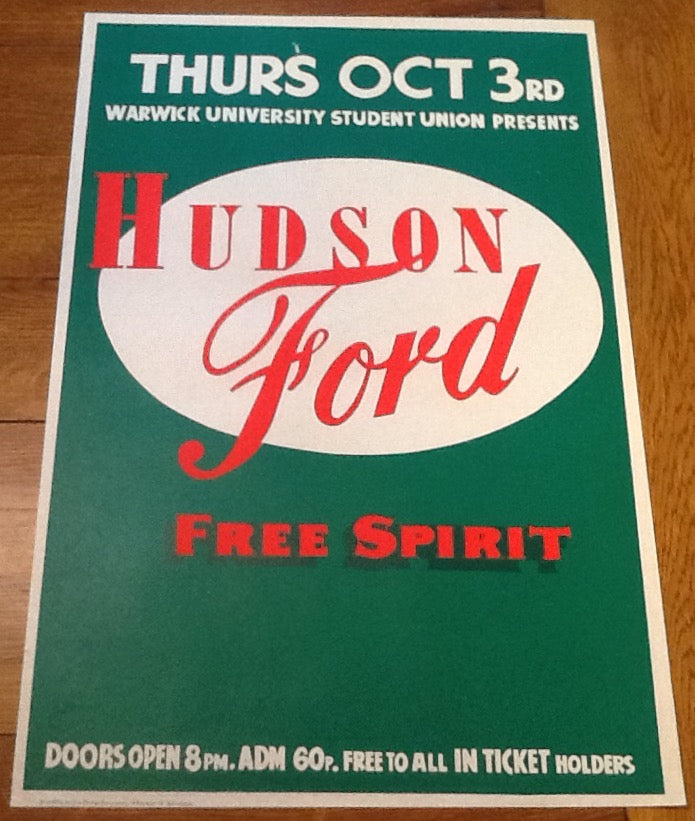 THURS OCT 3RD
WARWICK UNIVERSITY STUDENT UNION PRESENTS
HUDSON
Ford
FREE SPIRIT
DOORS OPEN 8PM. ADM 60P. FREE TO ALL IN TICKET HOLDERS